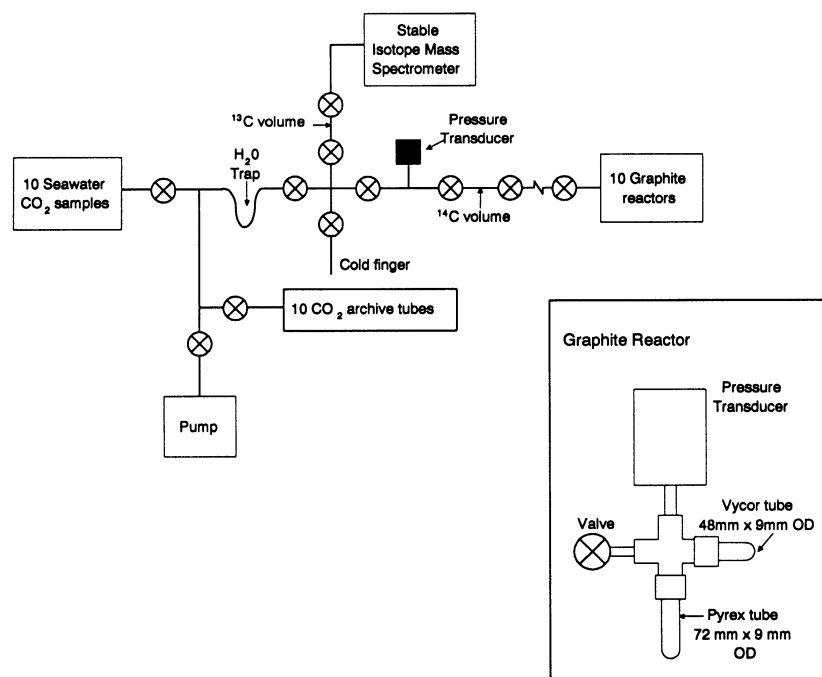 Stable
Isotope Mass
Spectrometer
¹³C volume
Pressure
Transducer
H₂0
Trap
10 Seawater
CO₂ samples
10 Graphite
reactors
¹⁴C volume
Cold finger
10 CO₂ archive tubes
Pump
Graphite Reactor
Pressure
Transducer
Vycor tube
48mm x 9mm OD
Valve
Pyrex tube
72 mm x 9 mm
OD